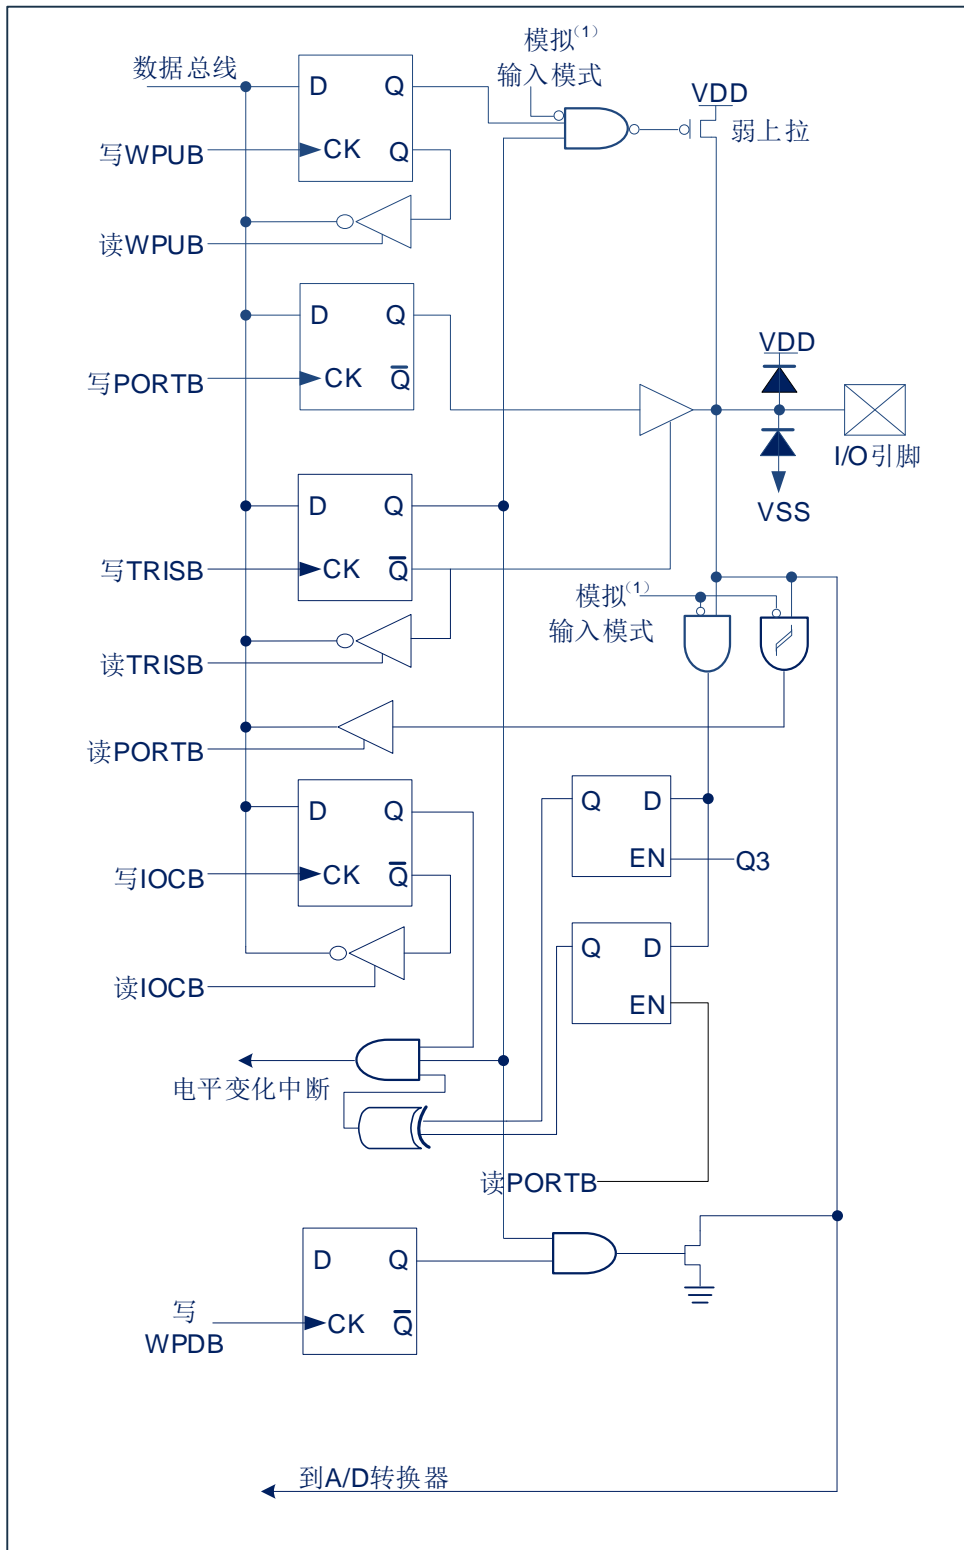 模拟(1)
输入模式
数据总线
D Q
VDD
弱上拉
写WPUB
CK Q
读WPUB
D Q
VDD
写PORTB
CK Q̅
I/O引脚
D Q
VSS
写TRISB
CK Q̅
模拟(1)
输入模式
读TRISB
读PORTB
D Q
Q D
写IOCB
CK Q̅
EN
Q3
Q D
读IOCB
EN
电平变化中断
读PORTB
D Q
写
WPDB
CK Q̅
到A/D转换器